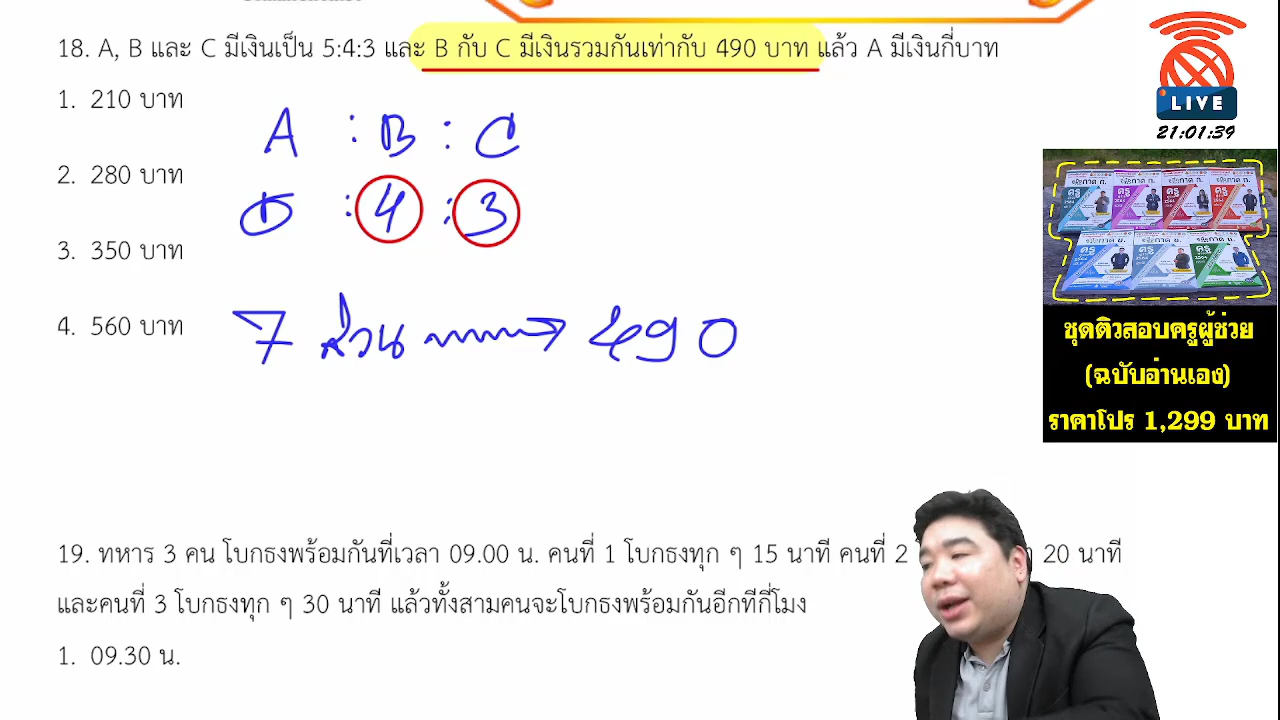 18. A, B และ C มีเงินเป็น 5:4:3 และ B กับ C มีเงินรวมกันเท่ากับ 490 บาท แล้ว A มีเงินกี่บาท
1. 210 บาท
2. 280 บาท
3. 350 บาท
4. 560 บาท
A : B : C
5 : 4 : 3
7 ส่วน → 490
LIVE
21:01:39
ชุดติวสอบครูผู้ช่วย
(ฉบับอ่านเอง)
ราคาโปร 1,299 บาท
19. ทหาร 3 คน โบกธงพร้อมกันที่เวลา 09.00 น. คนที่ 1 โบกธงทุก ๆ 15 นาที คนที่ 2 20 นาที
และคนที่ 3 โบกธงทุก ๆ 30 นาที แล้วทั้งสามคนจะโบกธงพร้อมกันอีกทีกี่โมง
1. 09.30 น.